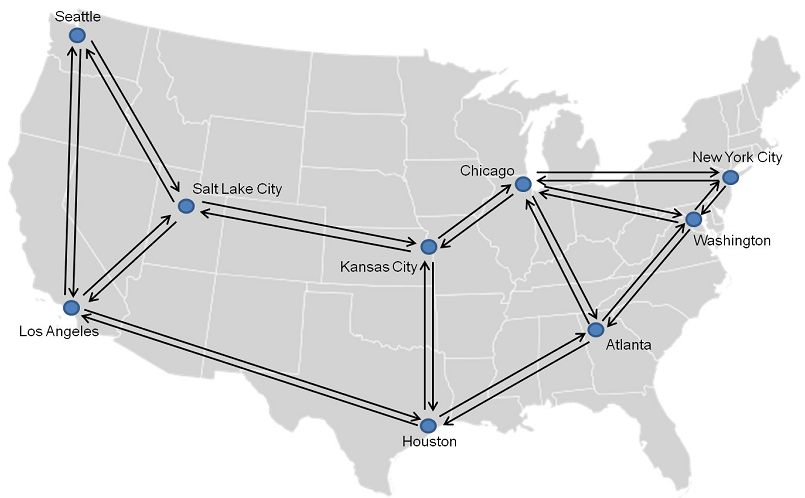 Seattle
New York City
Chicago
Salt Lake City
Washington
Kansas City
Los Angeles
Atlanta
Houston